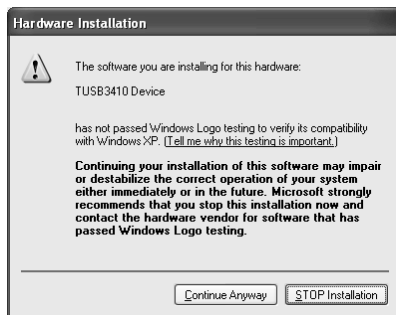 Hardware Installation
The software you are installing for this hardware:
TUSB3410 Device
has not passed Windows Logo testing to verify its compatibility
with Windows XP. (Tell me why this testing is important.)
Continuing your installation of this software may impair
or destabilize the correct operation of your system
either immediately or in the future. Microsoft strongly
recommends that you stop this installation now and
contact the hardware vendor for software that has
passed Windows Logo testing.
Continue Anyway
STOP Installation